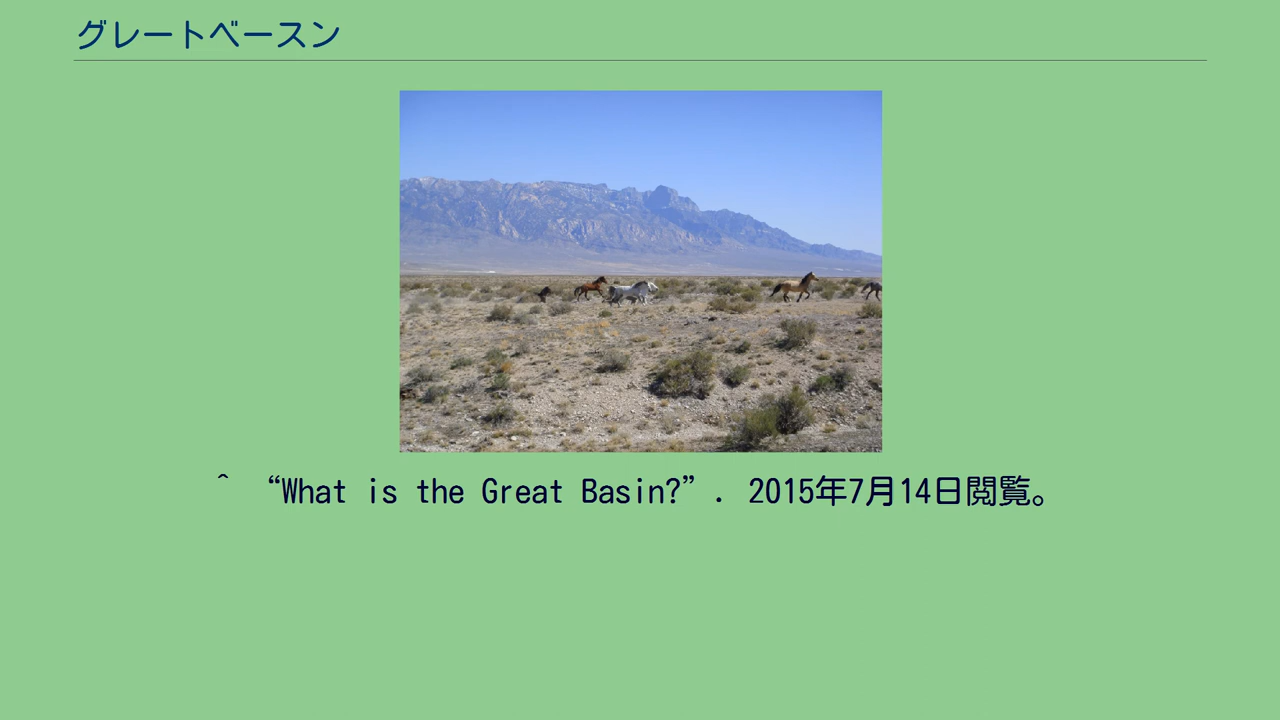 グレートベースン
^ “What is the Great Basin?”. 2015年7月14日閲覧。